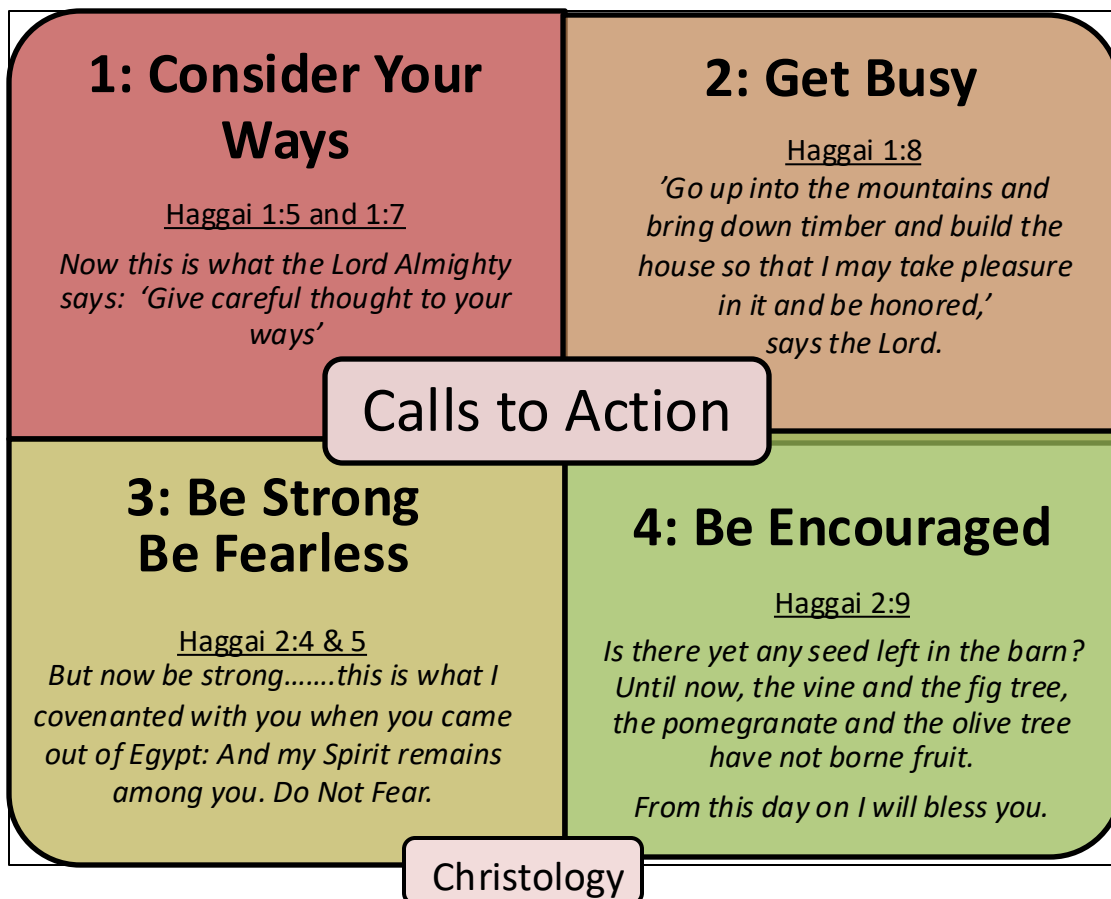 1: Consider Your
Ways
Haggai 1:5 and 1:7
Now this is what the Lord Almighty
says:  ‘Give careful thought to your
ways’
2: Get Busy
Haggai 1:8
’Go up into the mountains and
bring down timber and build the
house so that I may take pleasure
in it and be honored,’
says the Lord.
Calls to Action
3: Be Strong
Be Fearless
Haggai 2:4 & 5
But now be strong…….this is what I
covenanted with you when you came
out of Egypt: And my Spirit remains
among you. Do Not Fear.
4: Be Encouraged
Haggai 2:9
Is there yet any seed left in the barn?
Until now, the vine and the fig tree,
the pomegranate and the olive tree
have not borne fruit.
From this day on I will bless you.
Christology